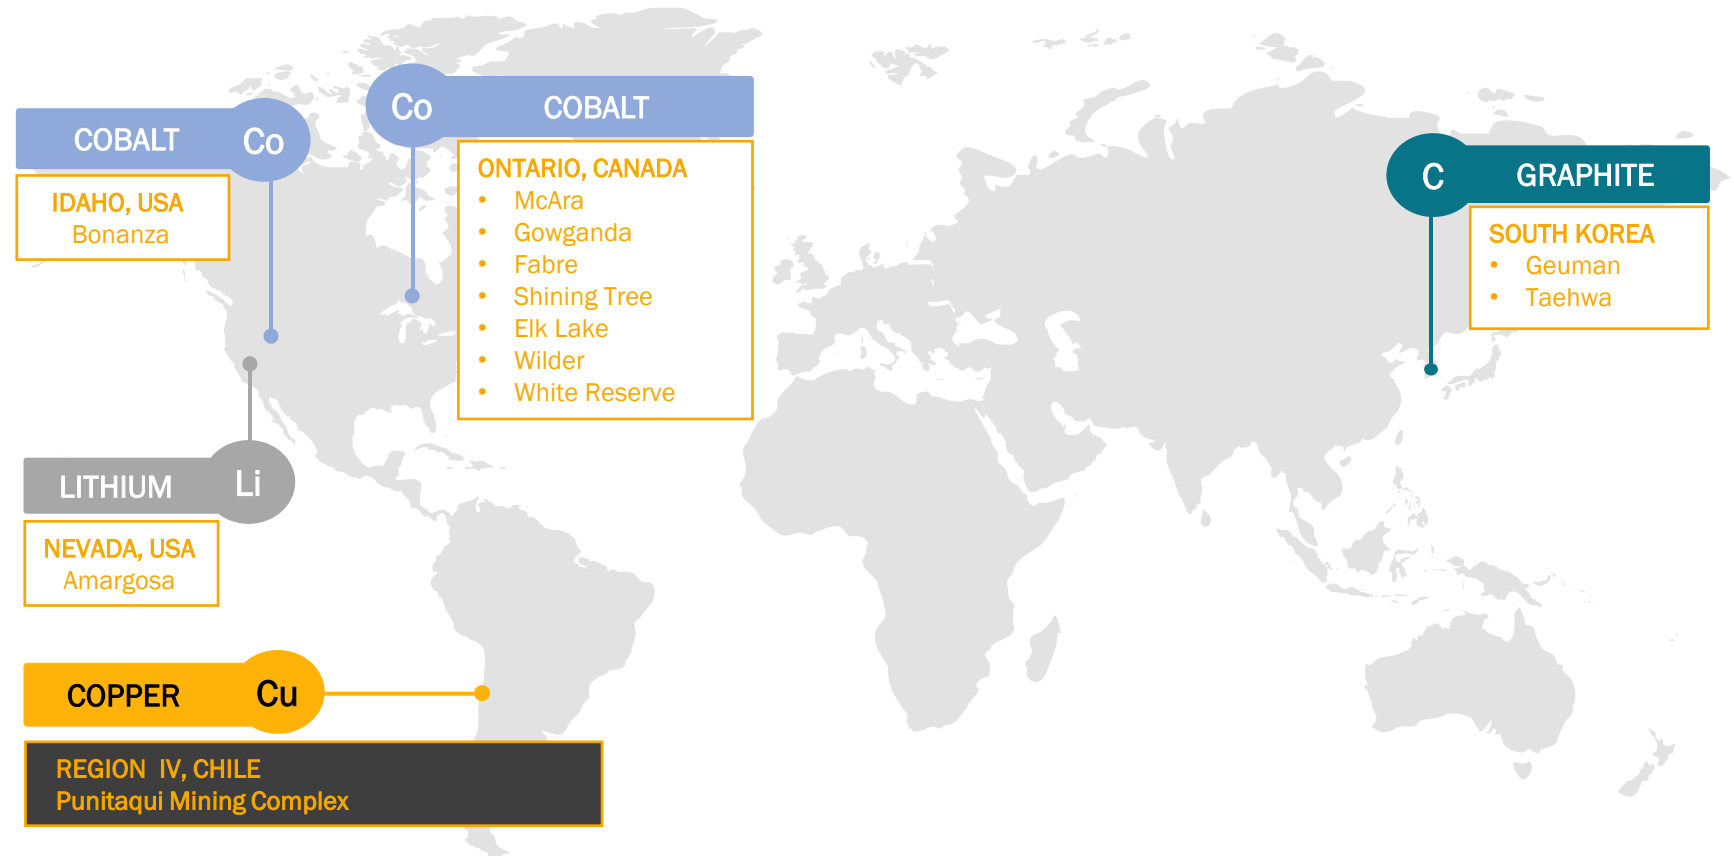 COBALT Co
IDAHO, USA
Bonanza
Co COBALT
ONTARIO, CANADA
• McAra
• Gowganda
• Fabre
• Shining Tree
• Elk Lake
• Wilder
• White Reserve
C GRAPHITE
SOUTH KOREA
• Geuman
• Taehwa
LITHIUM Li
NEVADA, USA
Amargosa
COPPER Cu
REGION IV, CHILE
Punitaqui Mining Complex